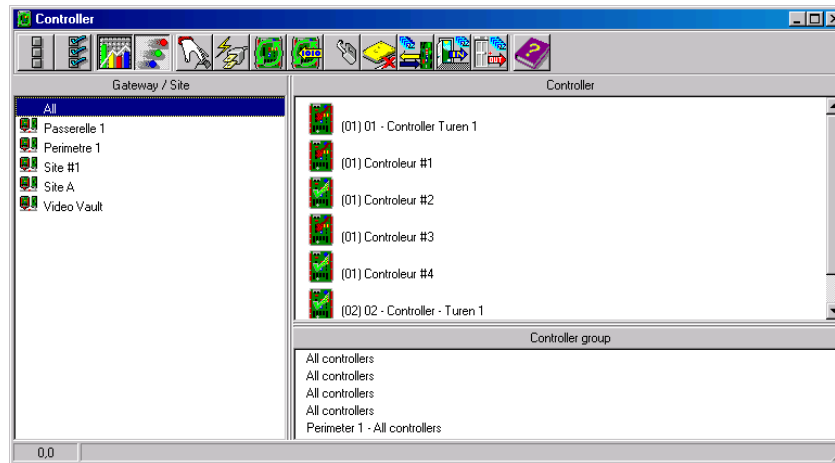 Controller
Gateway / Site
Controller
All
Passerelle 1
Perimetre 1
Site #1
Site A
Video Vault
(01) 01 - Controller Turen 1
(01) Controleur #1
(01) Controleur #2
(01) Controleur #3
(01) Controleur #4
(02) 02 - Controller - Turen 1
Controller group
All controllers
All controllers
All controllers
All controllers
Perimeter 1 - All controllers
0,0